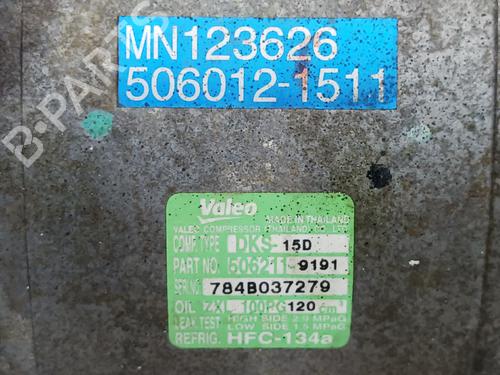 MN123626
506012-1511
B-PARTS
Valeo
MADE IN THAILAND
VALEO COMPRESSOR (THAILAND) CO., LTD.
COMP. TYPE DKS-15D
PART NO. 506211-9191
SER. NO. 784B037279
OIL ZX 100PG 120 cm³
LEAK TEST: HIGH SIDE 2.9 MPaG
LOW SIDE 1.5 MPaG
REFRIG. HFC-134a